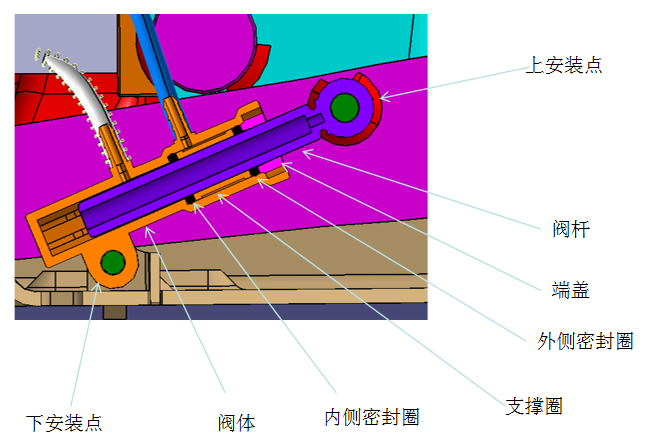 上安装点
阀杆
端盖
外侧密封圈
支撑圈
内侧密封圈
阀体
下安装点